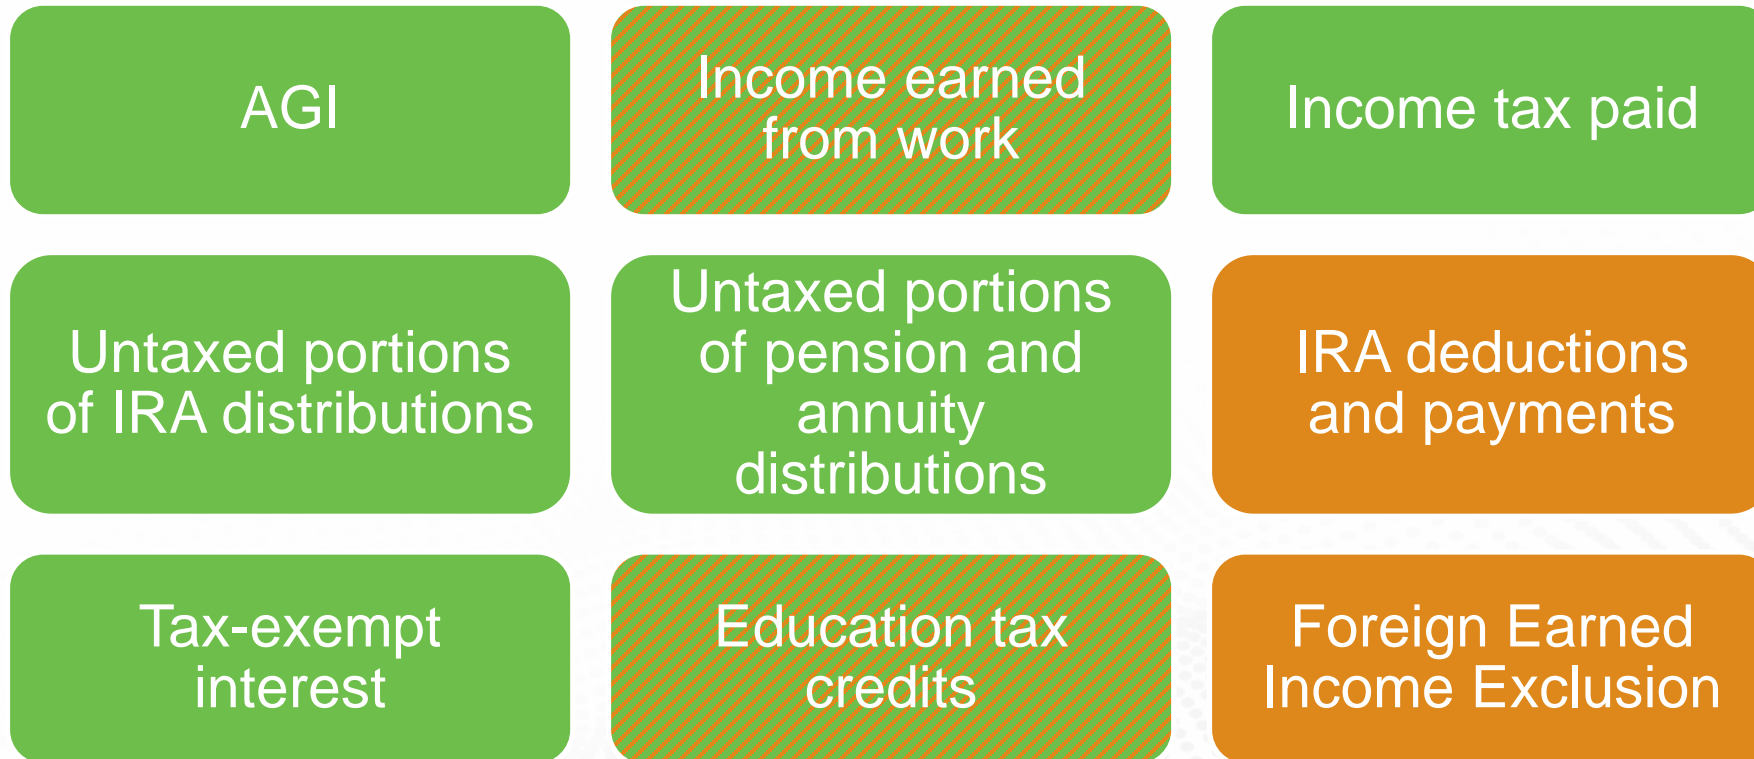 AGI
Income earned
from work
Income tax paid
Untaxed portions
of IRA distributions
Untaxed portions
of pension and
annuity
distributions
IRA deductions
and payments
Tax-exempt
interest
Education tax
credits
Foreign Earned
Income Exclusion